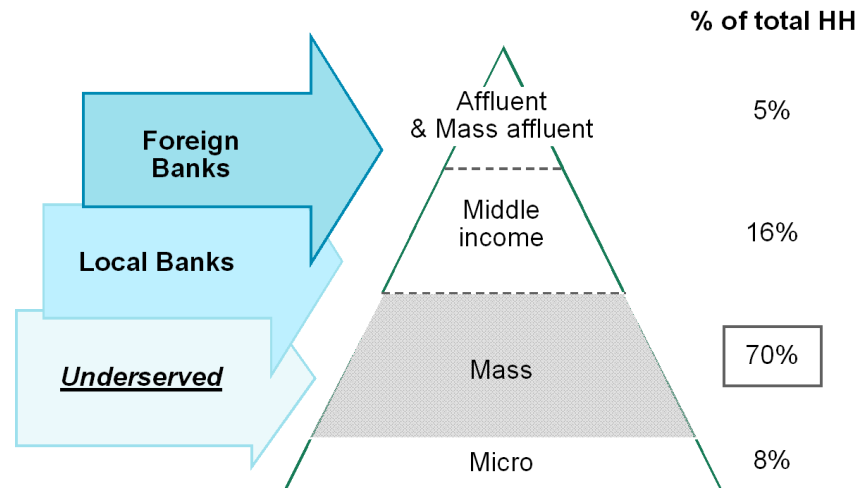 % of total HH
Affluent
& Mass affluent
5%
Foreign
Banks
Middle
income
16%
Local Banks
Underserved
Mass
70%
Micro
8%